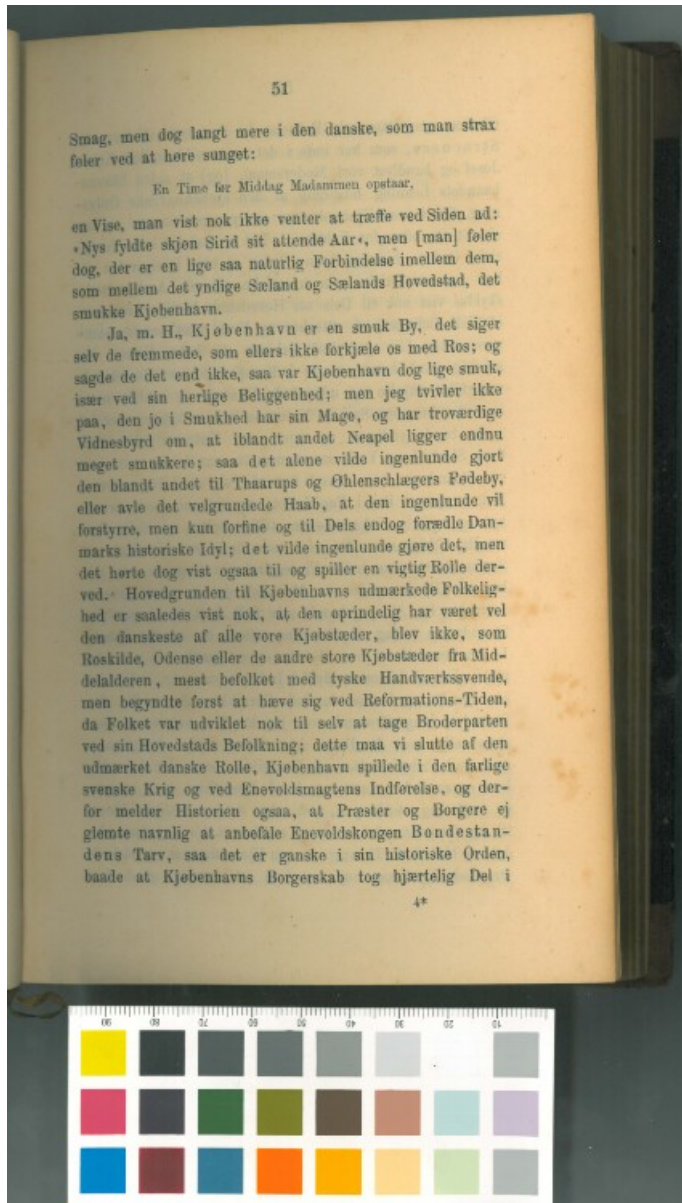 51
Smag, men dog langt mere i den danske, som man strax
føler ved at høre sunget:
En Time før Middag Madammen opstaar,
en Vise, man vist nok ikke venter at træffe ved Siden ad:
»Nys fyldte skjøn Sirid sit attende Aar«, men [man] føler
dog, der er en lige saa naturlig Forbindelse imellem dem,
som mellem det yndige Sæland og Sælands Hovedstad, det
smukke Kjøbenhavn.
Ja, m. H., Kjøbenhavn er en smuk By, det siger
selv de fremmede, som ellers ikke forkjæle os med Ros; og
sagde de det end ikke, saa var Kjøbenhavn dog lige smuk,
især ved sin herlige Beliggenhed; men jeg tvivler ikke
paa, den jo i Smukhed har sin Mage, og har troværdige
Vidnesbyrd om, at iblandt andet Neapel ligger endnu
meget smukkere; saa det alene vilde ingenlunde gjort
den blandt andet til Thaarups og Øhlenschlægers Fødeby,
eller avle det velgrundede Haab, at den ingenlunde vil
forstyrre, men kun forfine og til Dels endog forædle Dan-
marks historiske Idyl; det vilde ingenlunde gjøre det, men
det hørte dog vist ogsaa til og spiller en vigtig Rolle der-
ved. Hovedgrunden til Kjøbenhavns udmærkede Folkelig-
hed er saaledes vist nok, at den oprindelig har været vel
den danskeste af alle vore Kjøbstæder, blev ikke, som
Roskilde, Odense eller de andre store Kjøbstæder fra Mid-
delalderen, mest befolket med tyske Handværkssvende,
men begyndte først at hæve sig ved Reformations-Tiden,
da Folket var udviklet nok til selv at tage Broderparten
ved sin Hovedstads Befolkning; dette maa vi slutte af den
udmærket danske Rolle, Kjøbenhavn spillede i den farlige
svenske Krig og ved Enevoldsmagtens Indførelse, og der-
for melder Historien ogsaa, at Præster og Borgere ej
glemte navnlig at anbefale Enevoldskongen Bondestan-
dens Tarv, saa det er ganske i sin historiske Orden,
baade at Kjøbenhavns Borgerskab tog hjærtelig Del i
4*
90 80 70 60 50 40 30 20 10